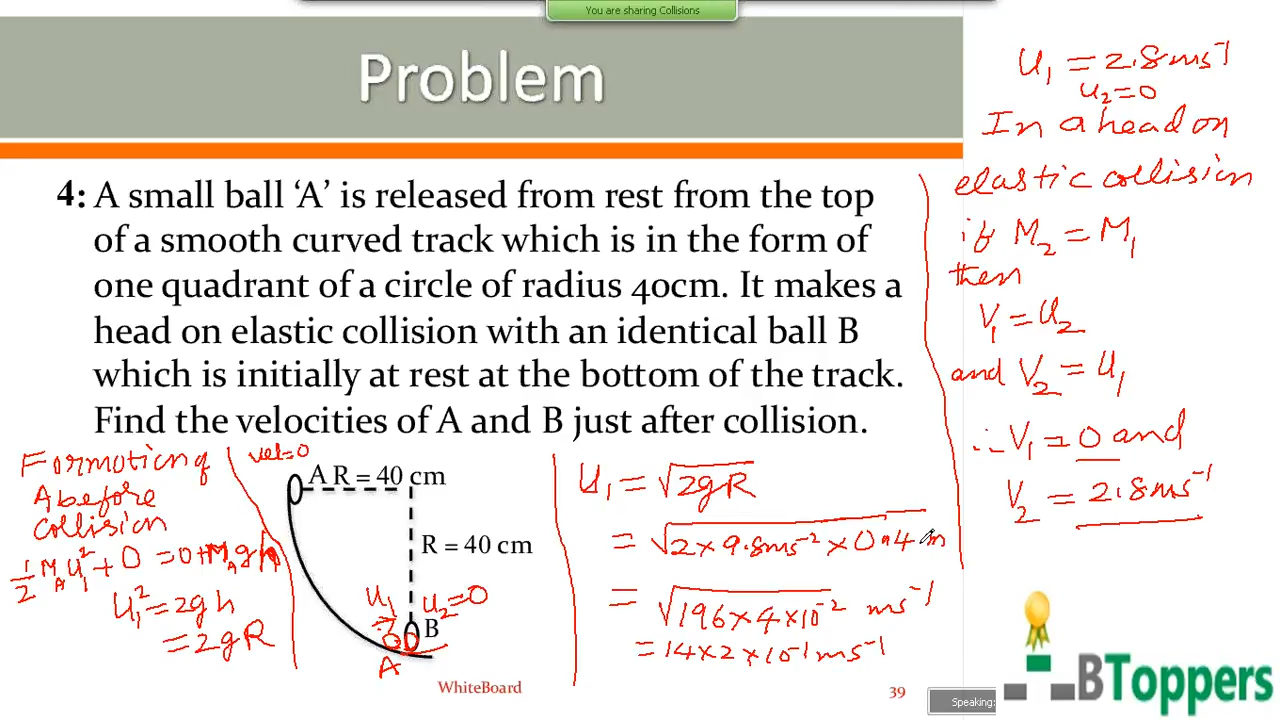 You are sharing Collisions
Problem
4: A small ball ‘A’ is released from rest from the top
of a smooth curved track which is in the form of
one quadrant of a circle of radius 40cm. It makes a
head on elastic collision with an identical ball B
which is initially at rest at the bottom of the track.
Find the velocities of A and B just after collision.
Formation of
A before
collision
½ M_A u₁² + 0 = 0 + M_A g h
u₁² = 2gh
= 2gR
vel=0
A R = 40 cm
R = 40 cm
u₁
u₂=0
B
A
u₁ = √2gR
= √2×9.8ms⁻²×0.4m
= √196×4×10⁻² ms⁻¹
= 14×2×10⁻¹ms⁻¹
u₁ = 2.8ms⁻¹
u₂=0
In a head on
elastic collision
if M₂ = M₁
then
V₁ = u₂
and V₂ = u₁
∴ V₁ = 0 and
V₂ = 2.8ms⁻¹
WhiteBoard
39
Speaking:
BToppers